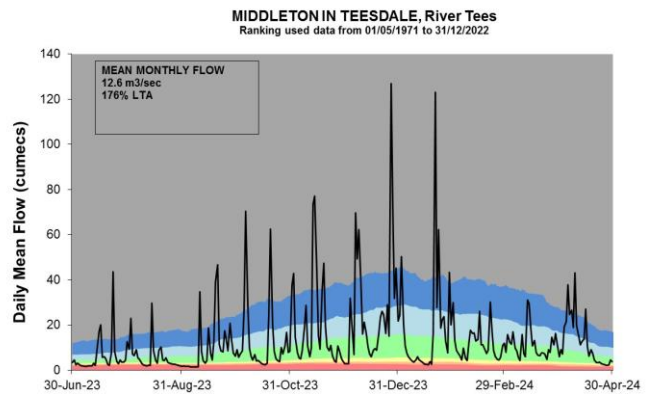 MIDDLETON IN TEESDALE, River Tees
Ranking used data from 01/05/1971 to 31/12/2022
MEAN MONTHLY FLOW
12.6 m3/sec
176% LTA
Daily Mean Flow (cumecs)
140
120
100
80
60
40
20
0
30-Jun-23 31-Aug-23 31-Oct-23 31-Dec-23 29-Feb-24 30-Apr-24